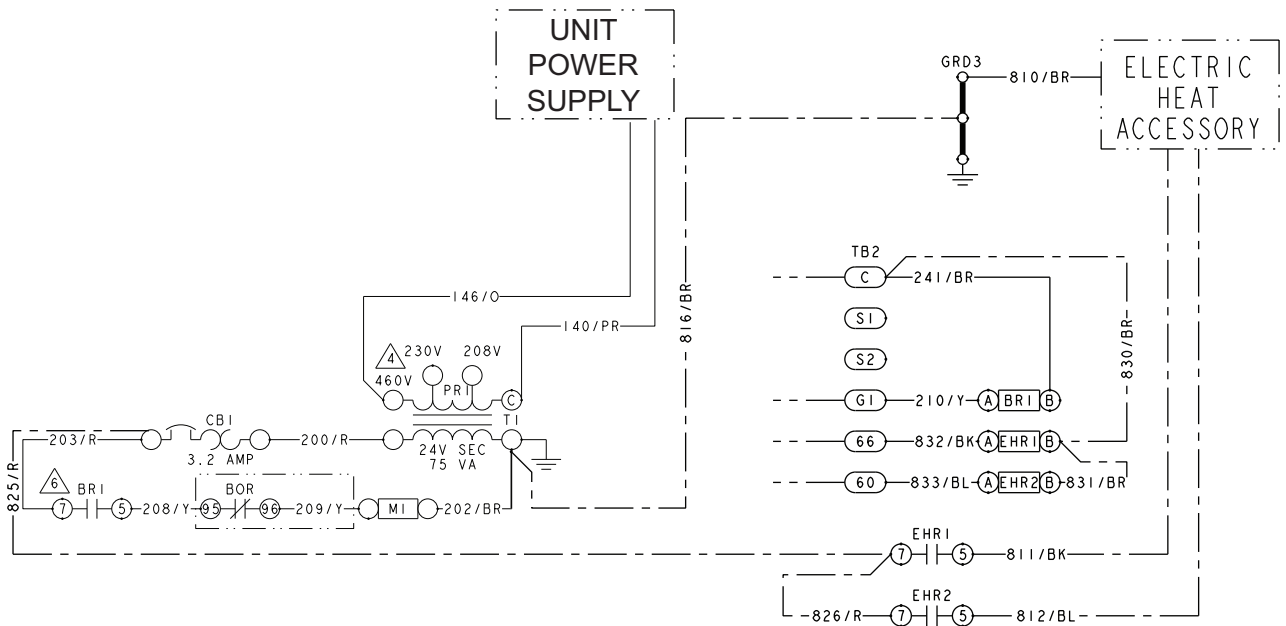 UNIT
POWER
SUPPLY
GRD3
810/BR
ELECTRIC
HEAT
ACCESSORY
TB2
C
241/BR
146/O
S1
816/BR
140/PR
830/BR
4
230V
208V
S2
460V
PR1
C
G1
210/Y
A
BR1
B
CB1
T1
203/R
200/R
66
832/BK
A
EHR1
B
3.2 AMP
24V SEC
75 VA
825/R
6
BR1
BOR
60
833/BL
A
EHR2
B
831/BR
7
5
208/Y
95
96
209/Y
M1
202/BR
EHR1
7
5
811/BK
EHR2
826/R
7
5
812/BL